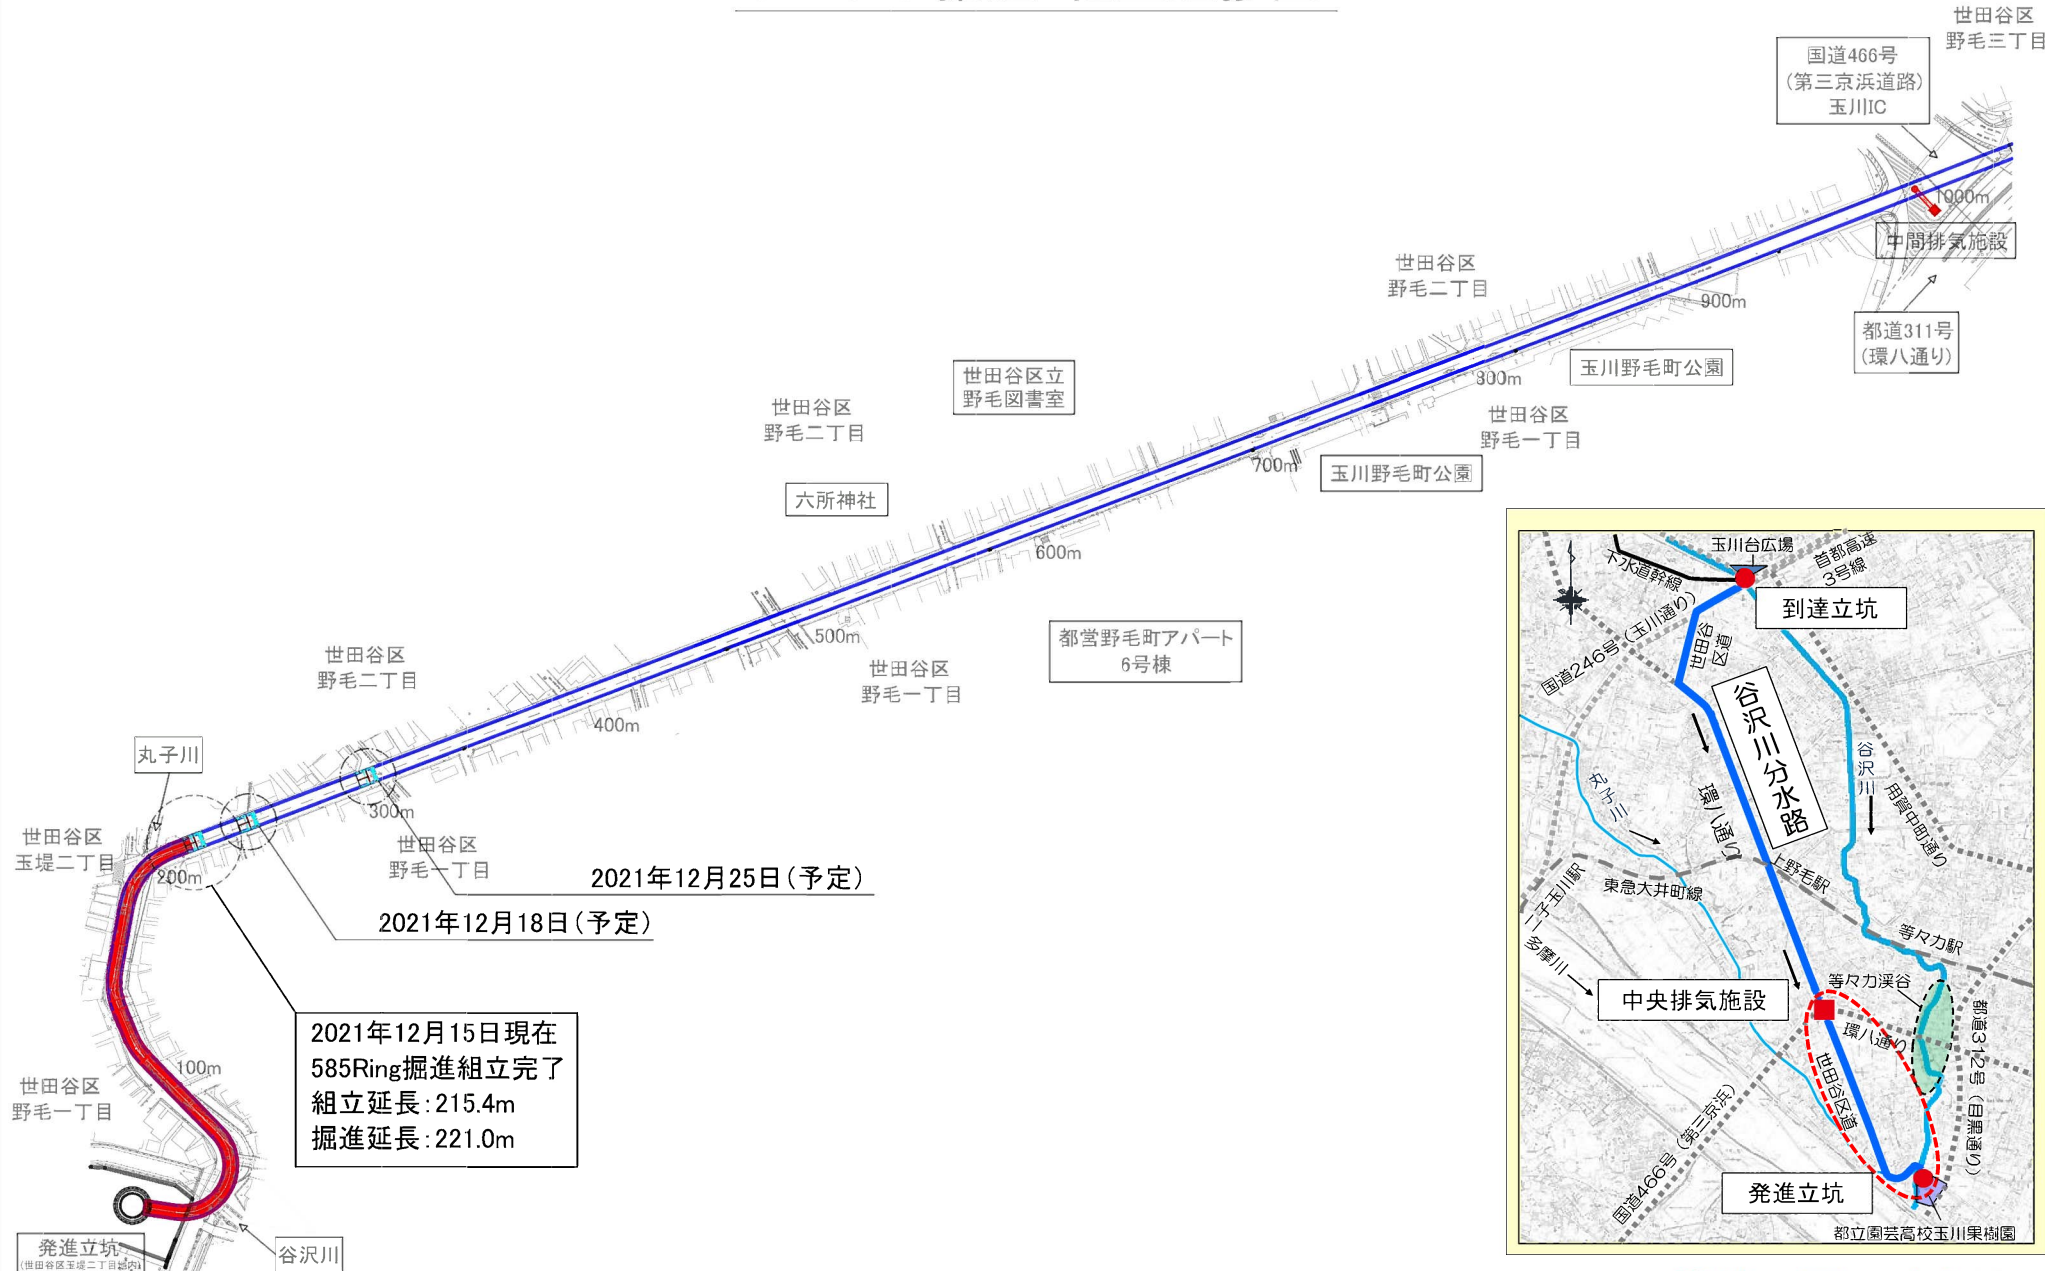 世田谷区
野毛三丁目
国道466号
(第三京浜道路)
玉川IC
1000m
中間排気施設
世田谷区
野毛二丁目
900m
都道311号
(環八通り)
玉川野毛町公園
800m
世田谷区立
野毛図書室
世田谷区
野毛二丁目
世田谷区
野毛一丁目
700m
玉川野毛町公園
六所神社
600m
500m
都営野毛町アパート
6号棟
世田谷区
野毛二丁目
世田谷区
野毛一丁目
400m
丸子川
300m
世田谷区
玉堤二丁目
世田谷区
野毛一丁目
200m
2021年12月25日(予定)
2021年12月18日(予定)
2021年12月15日現在
585Ring掘進組立完了
組立延長:215.4m
掘進延長:221.0m
100m
世田谷区
野毛一丁目
発進立坑
(世田谷区玉堤二丁目地内)
谷沢川
玉川台広場
首都高速
3号線
下水道幹線
到達立坑
国道246号(玉川通り)
世田谷
区道
谷沢川分水路
谷沢川
丸子川
環八通り
用賀中町通り
上野毛駅
東急大井町線
二子玉川駅
等々力駅
多摩川
等々力渓谷
中央排気施設
環八通り
都道312号(目黒通り)
世田谷区道
国道466号(第三京浜)
発進立坑
都立園芸高校玉川果樹園